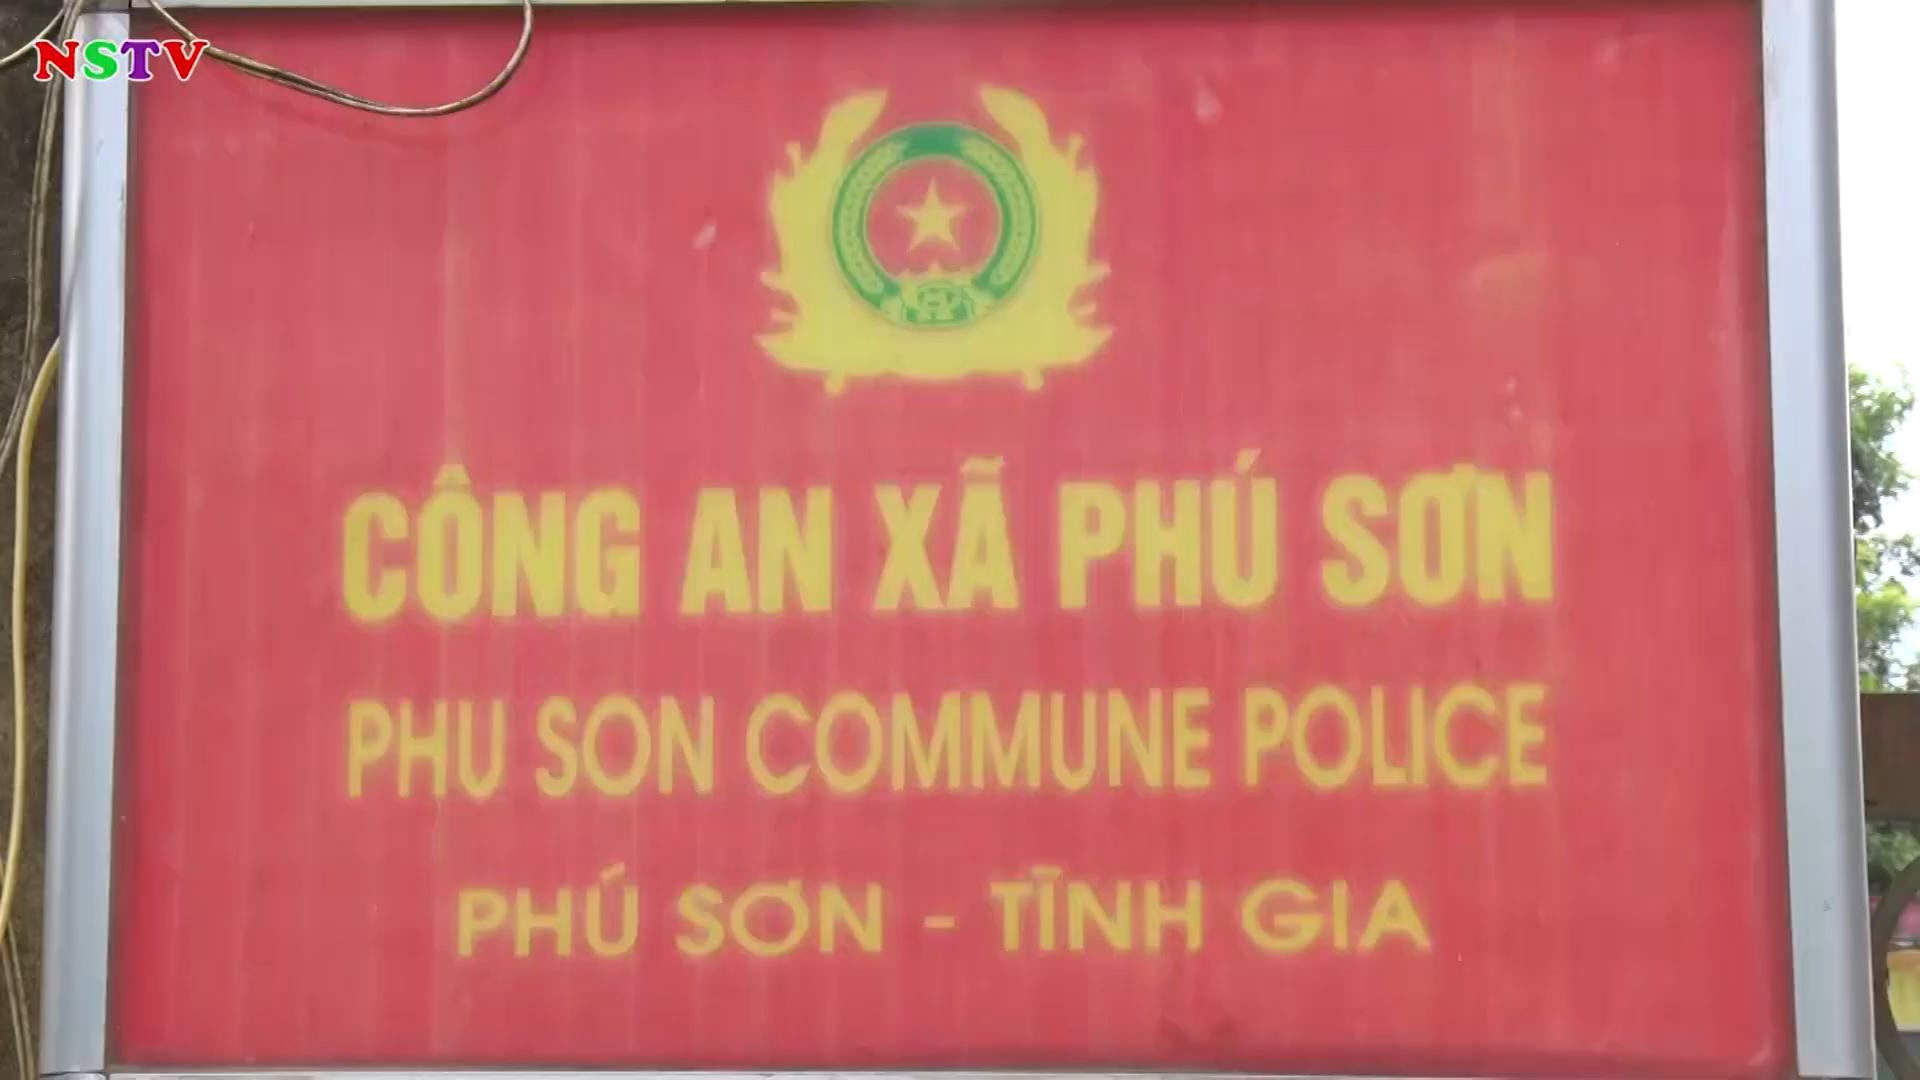 NSTV
CÔNG AN XÃ PHÚ SƠN
PHU SON COMMUNE POLICE
PHÚ SƠN - TĨNH GIA